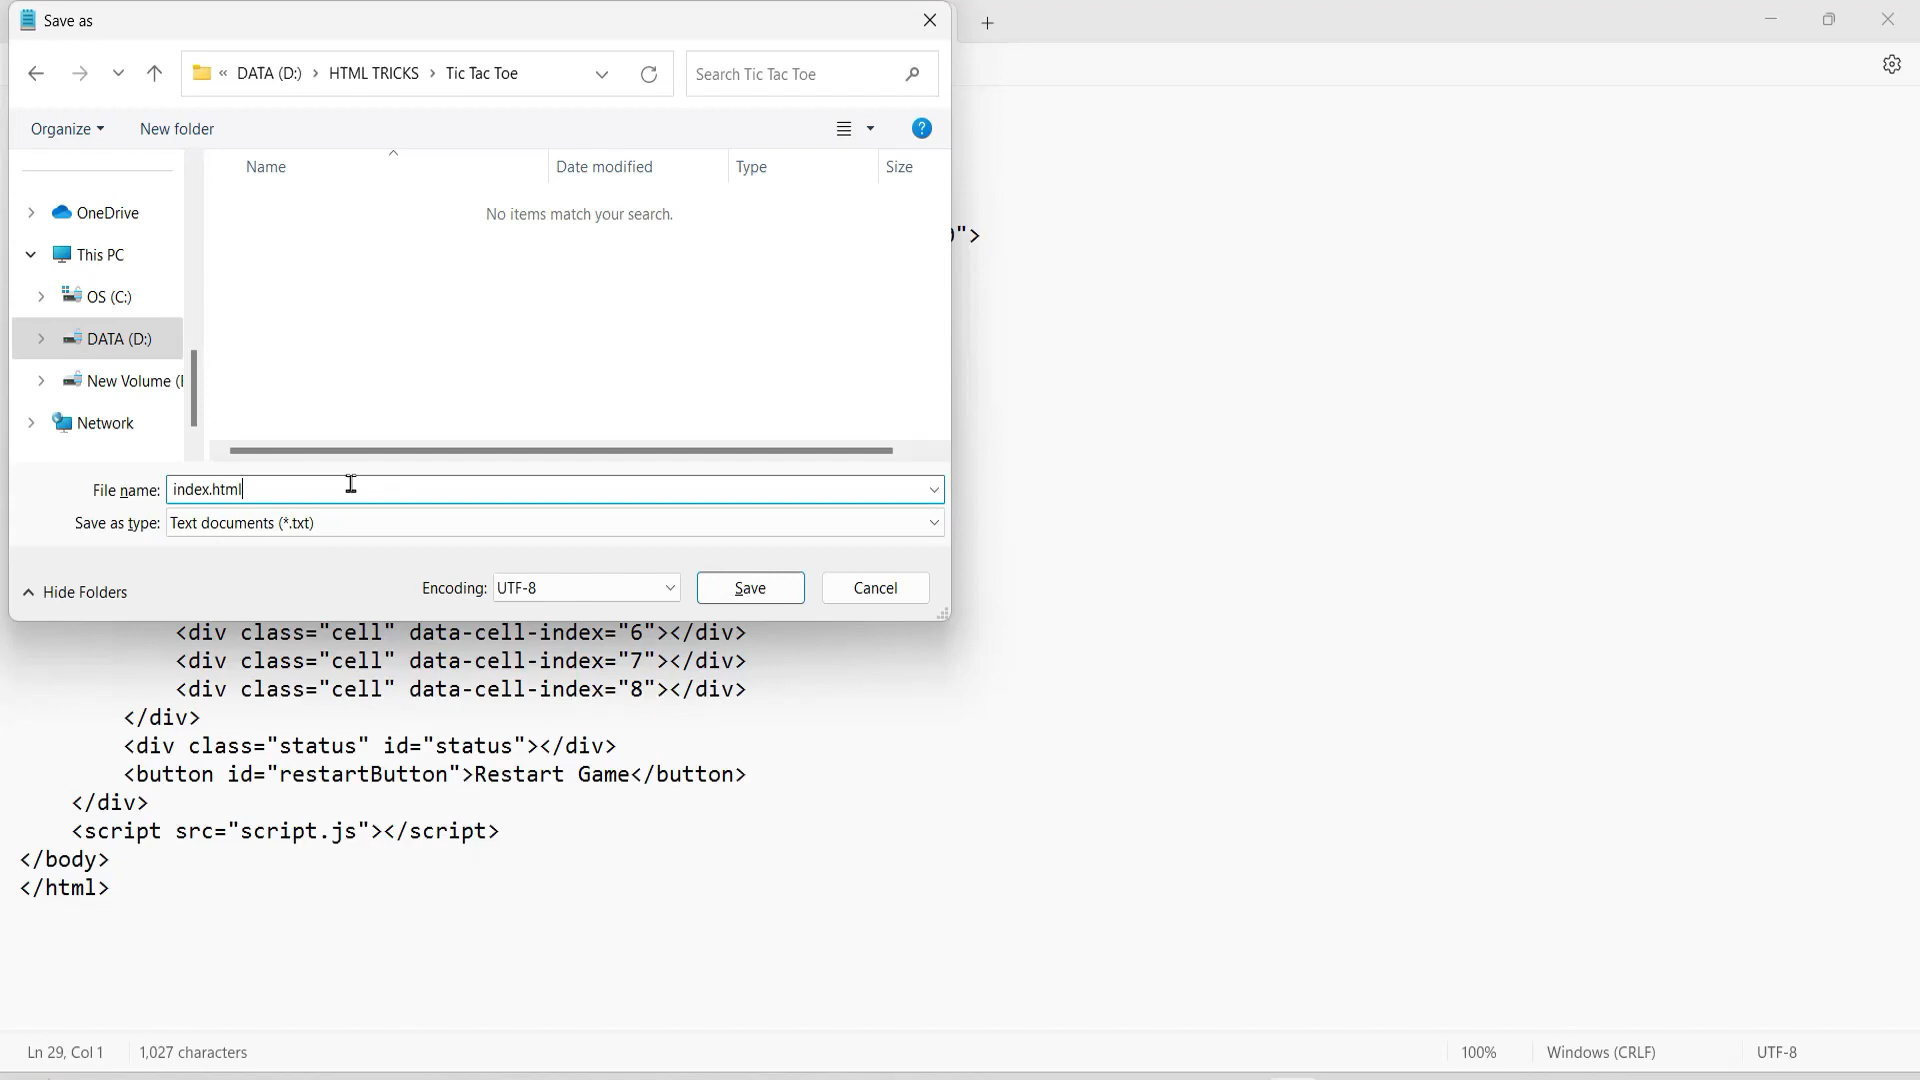 Save as
« DATA (D:) › HTML TRICKS › Tic Tac Toe
Search Tic Tac Toe
Organize
New folder
Name
Date modified
Type
Size
No items match your search.
OneDrive
This PC
OS (C:)
DATA (D:)
New Volume (
Network
File name: index.html
Save as type: Text documents (*.txt)
Hide Folders
Encoding: UTF-8
Save
Cancel
">
<div class="cell" data-cell-index="6"></div>
<div class="cell" data-cell-index="7"></div>
<div class="cell" data-cell-index="8"></div>
</div>
<div class="status" id="status"></div>
<button id="restartButton">Restart Game</button>
</div>
<script src="script.js"></script>
</body>
</html>
Ln 29, Col 1
1,027 characters
100%
Windows (CRLF)
UTF-8